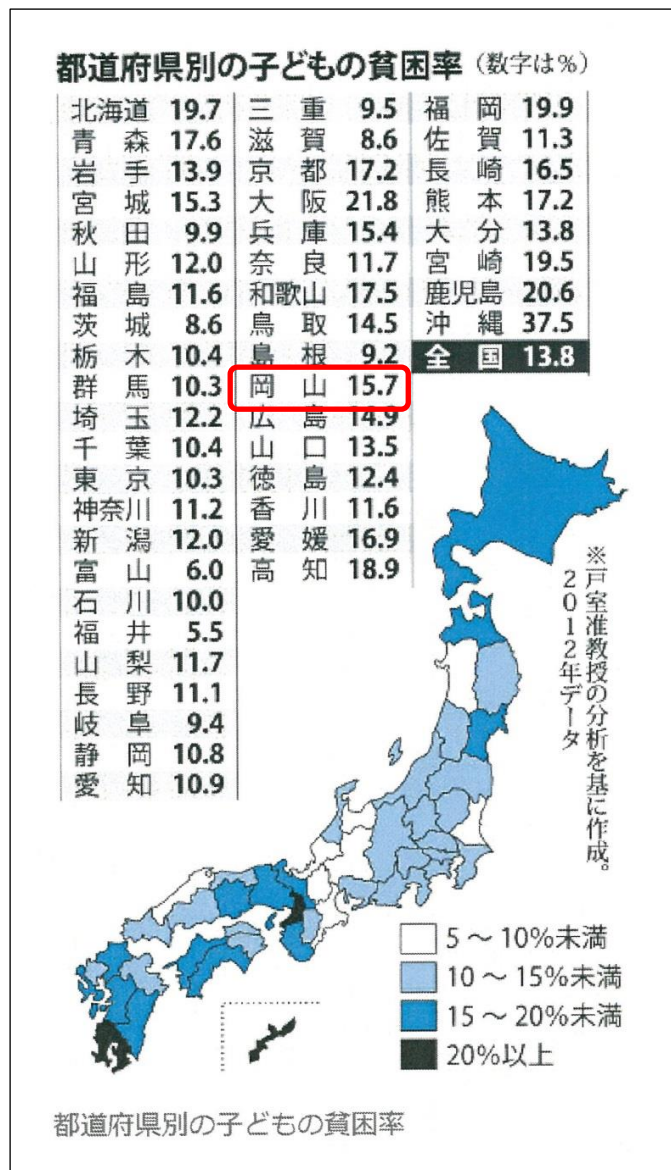 都道府県別の子どもの貧困率 (数字は%)
北海道 19.7
青森 17.6
岩手 13.9
宮城 15.3
秋田 9.9
山形 12.0
福島 11.6
茨城 8.6
栃木 10.4
群馬 10.3
埼玉 12.2
千葉 10.4
東京 10.3
神奈川 11.2
新潟 12.0
富山 6.0
石川 10.0
福井 5.5
山梨 11.7
長野 11.1
岐阜 9.4
静岡 10.8
愛知 10.9
三重 9.5
滋賀 8.6
京都 17.2
大阪 21.8
兵庫 15.4
奈良 11.7
和歌山 17.5
鳥取 14.5
島根 9.2
岡山 15.7
広島 14.9
山口 13.5
徳島 12.4
香川 11.6
愛媛 16.9
高知 18.9
福岡 19.9
佐賀 11.3
長崎 16.5
熊本 17.2
大分 13.8
宮崎 19.5
鹿児島 20.6
沖縄 37.5
全国 13.8
※戸室准教授の分析を基に作成。
2012年データ
5～10%未満
10～15%未満
15～20%未満
20%以上
都道府県別の子どもの貧困率